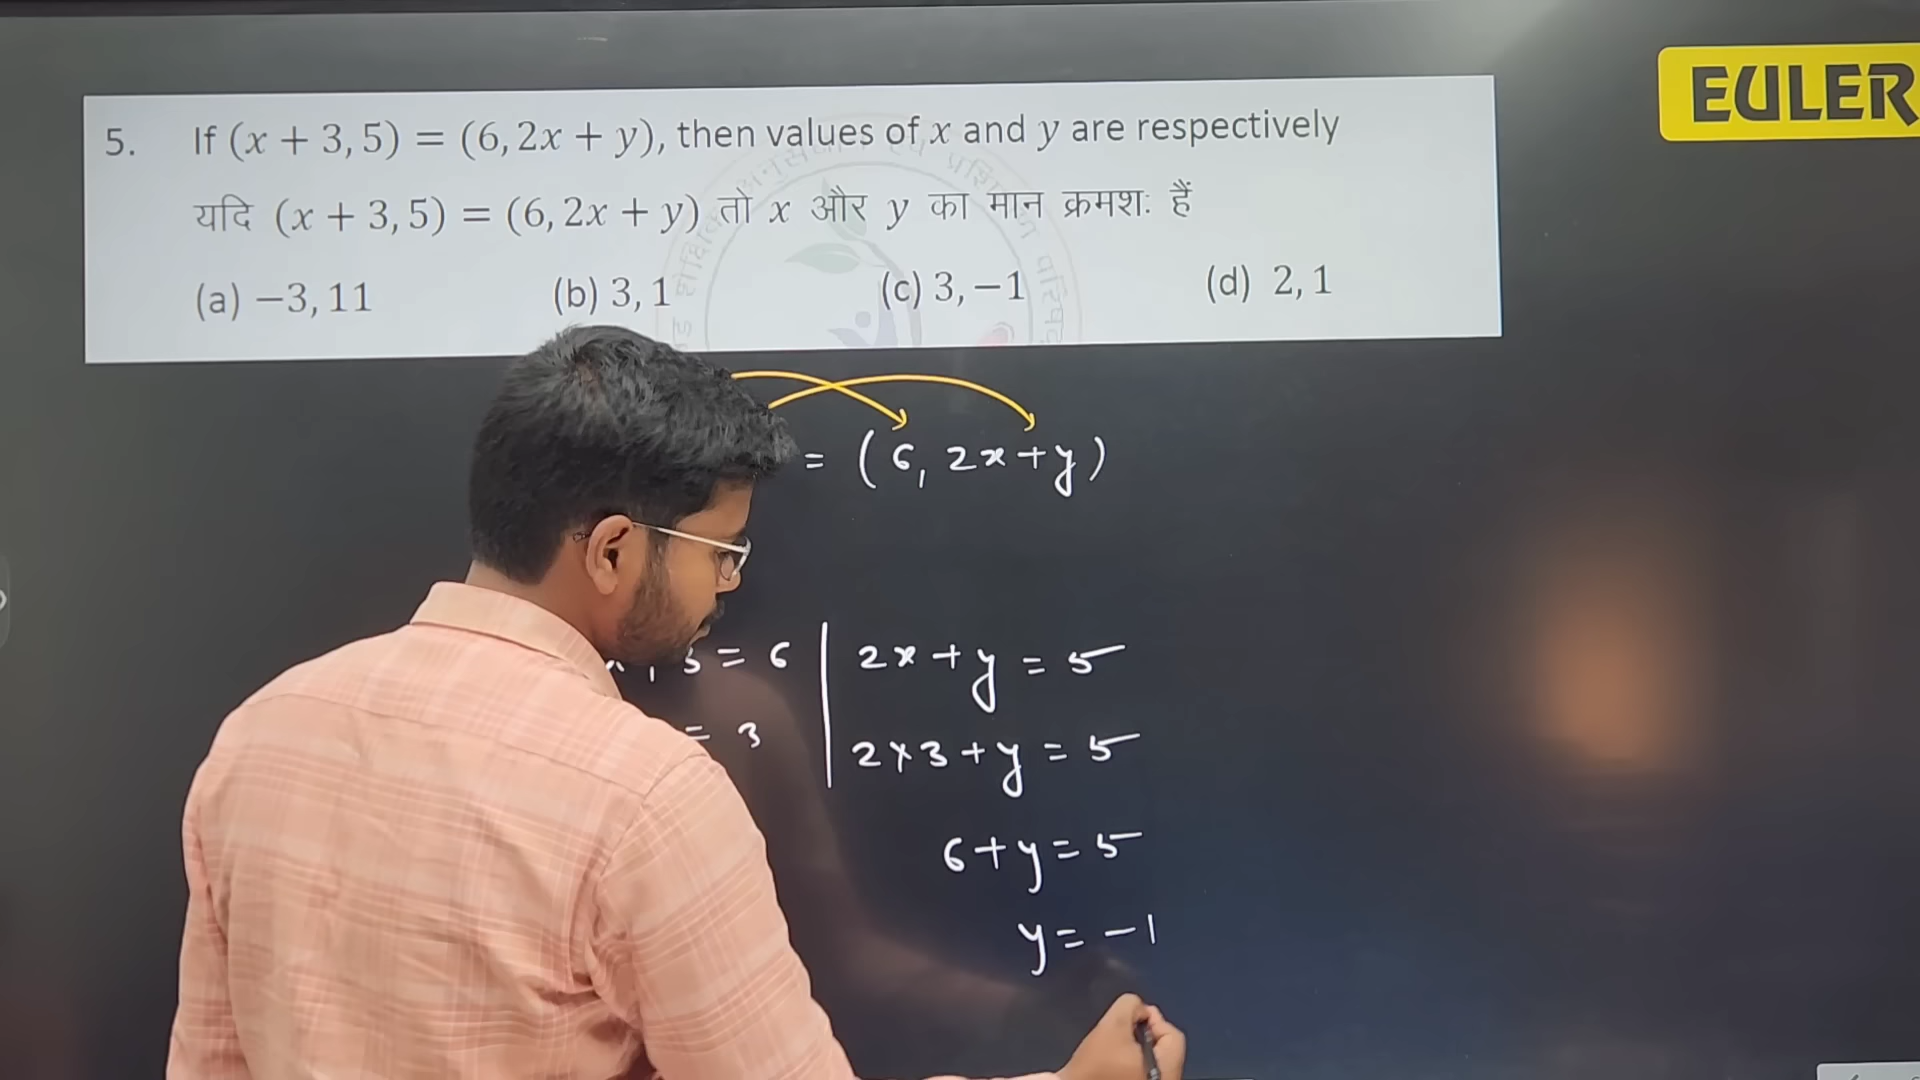 EULER
5. If (x + 3, 5) = (6, 2x + y), then values of x and y are respectively
यदि (x + 3, 5) = (6, 2x + y) तो x और y का मान क्रमशः हैं
(a) −3, 11 (b) 3, 1 (c) 3, −1 (d) 2, 1
= (6, 2x+y)
3 = 6 | 2x+y = 5
= 3 | 2×3+y = 5
6+y = 5
y = −1